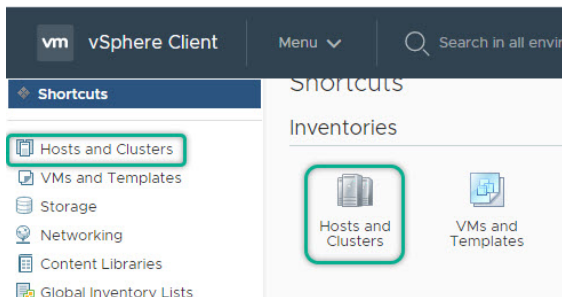 vm vSphere Client Menu Search in all envi
Shortcuts
Hosts and Clusters
VMs and Templates
Storage
Networking
Content Libraries
Global Inventory Lists
Shortcuts
Inventories
Hosts and
Clusters
VMs and
Templates